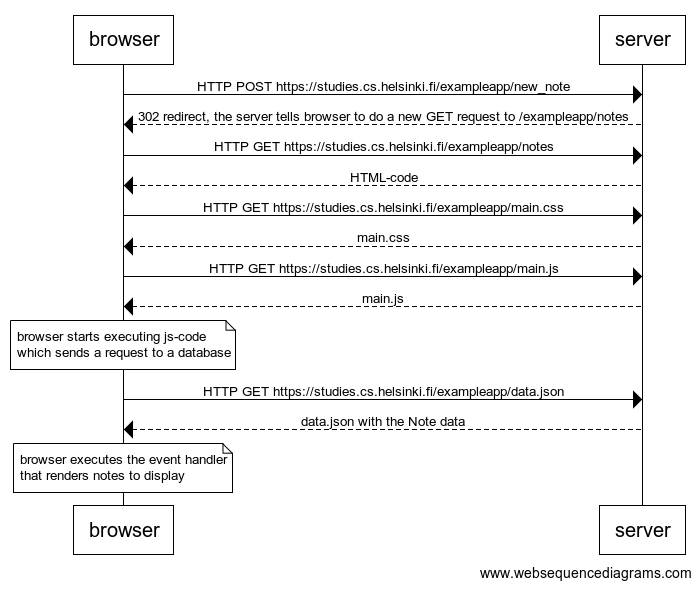 browser
server
HTTP POST https://studies.cs.helsinki.fi/exampleapp/new_note
302 redirect, the server tells browser to do a new GET request to /exampleapp/notes
HTTP GET https://studies.cs.helsinki.fi/exampleapp/notes
HTML-code
HTTP GET https://studies.cs.helsinki.fi/exampleapp/main.css
main.css
HTTP GET https://studies.cs.helsinki.fi/exampleapp/main.js
main.js
browser starts executing js-code
which sends a request to a database
HTTP GET https://studies.cs.helsinki.fi/exampleapp/data.json
data.json with the Note data
browser executes the event handler
that renders notes to display
browser
server
www.websequencediagrams.com